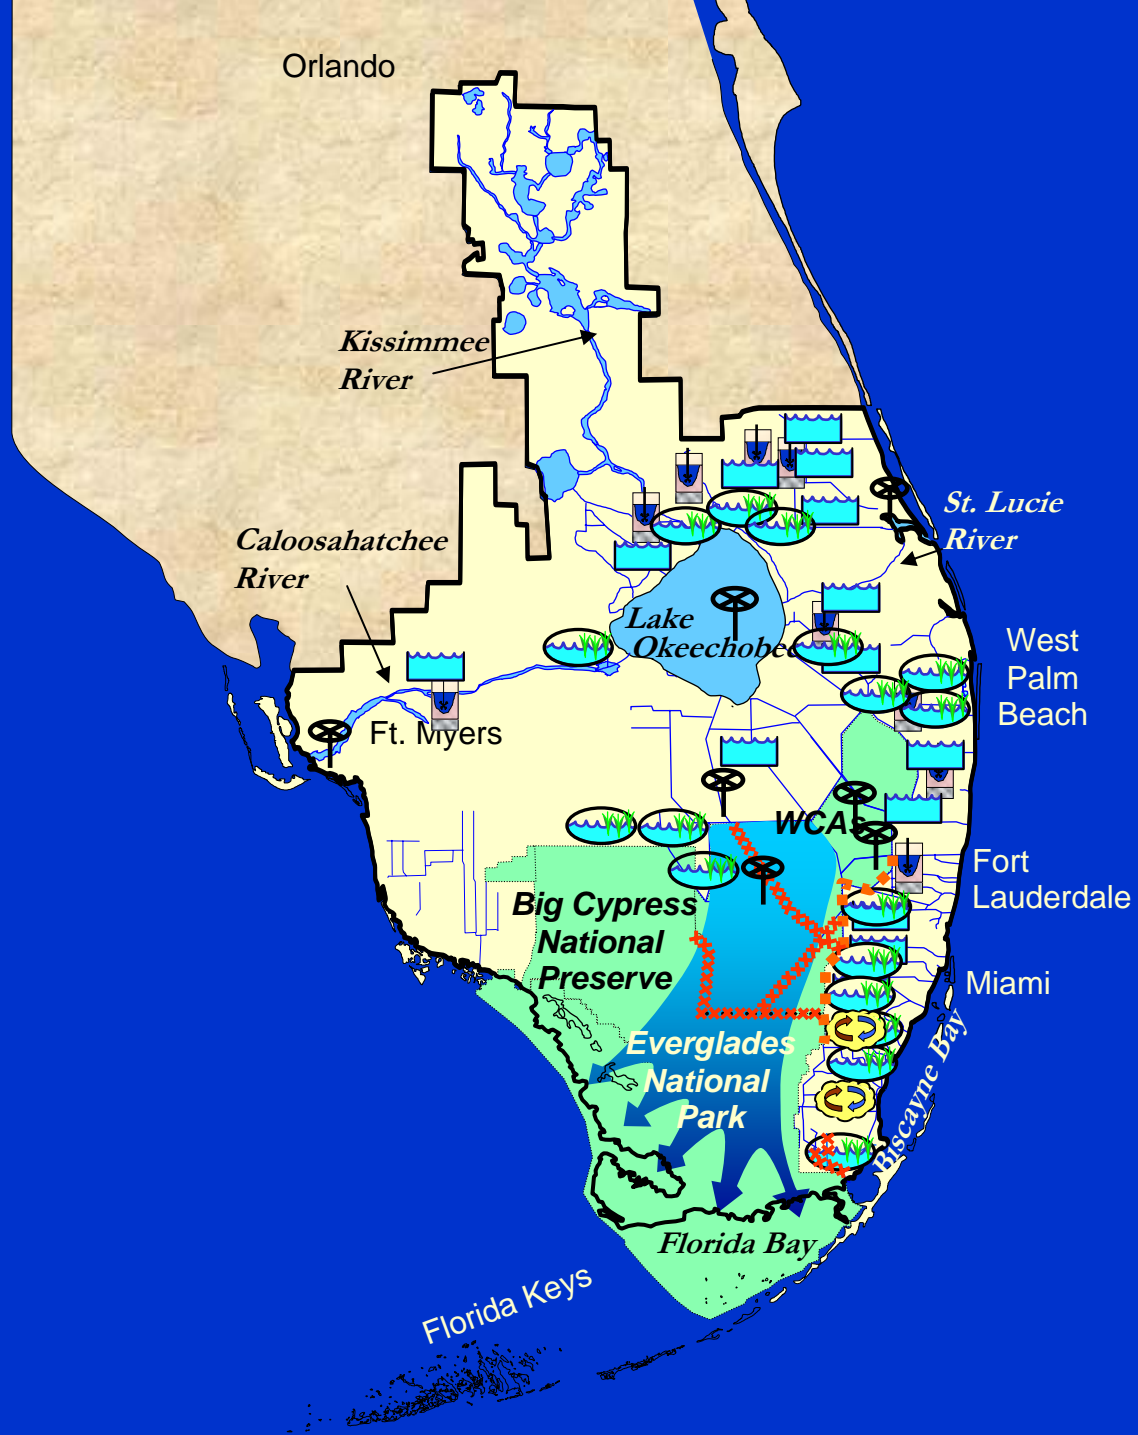 Orlando
Kissimmee
River
St. Lucie
River
Caloosahatchee
River
Lake
Okeechobee
West
Palm
Beach
Ft. Myers
WCAs
Fort
Lauderdale
Big Cypress
National
Preserve
Miami
Everglades
National
Park
Biscayne Bay
Florida Bay
Florida Keys